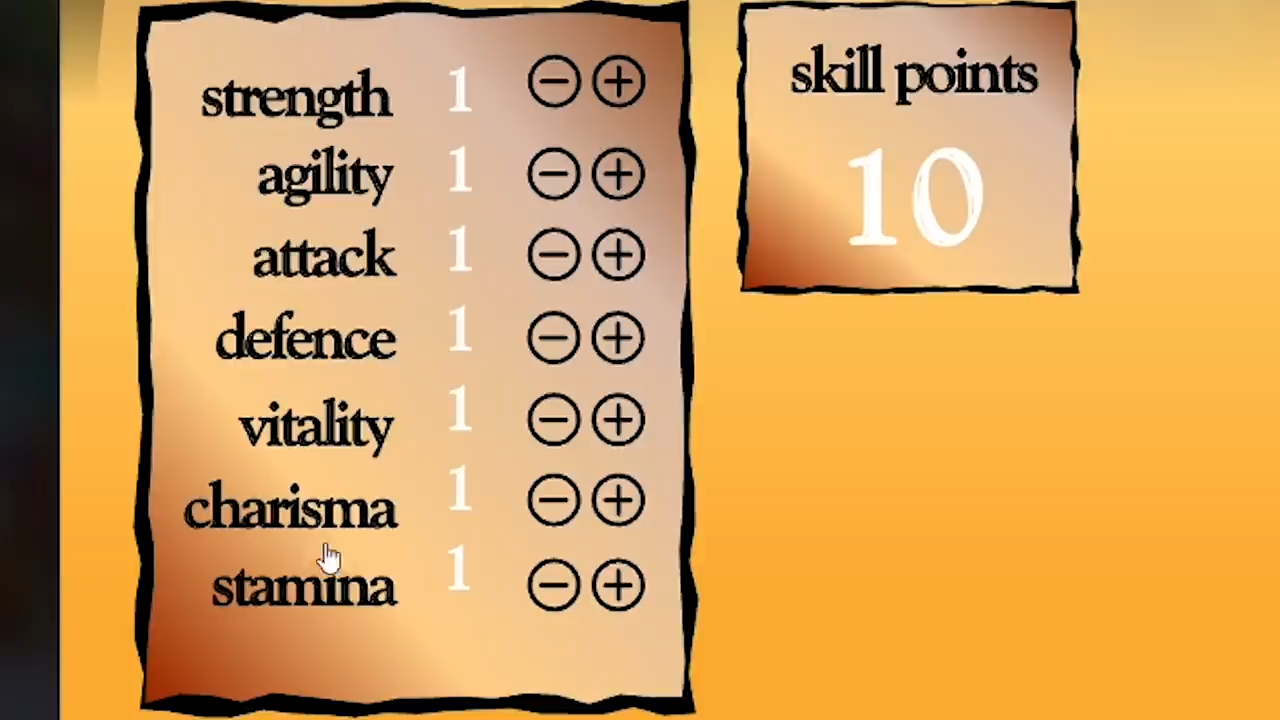 strength 1
agility 1
attack 1
defence 1
vitality 1
charisma 1
stamina 1
skill points
10